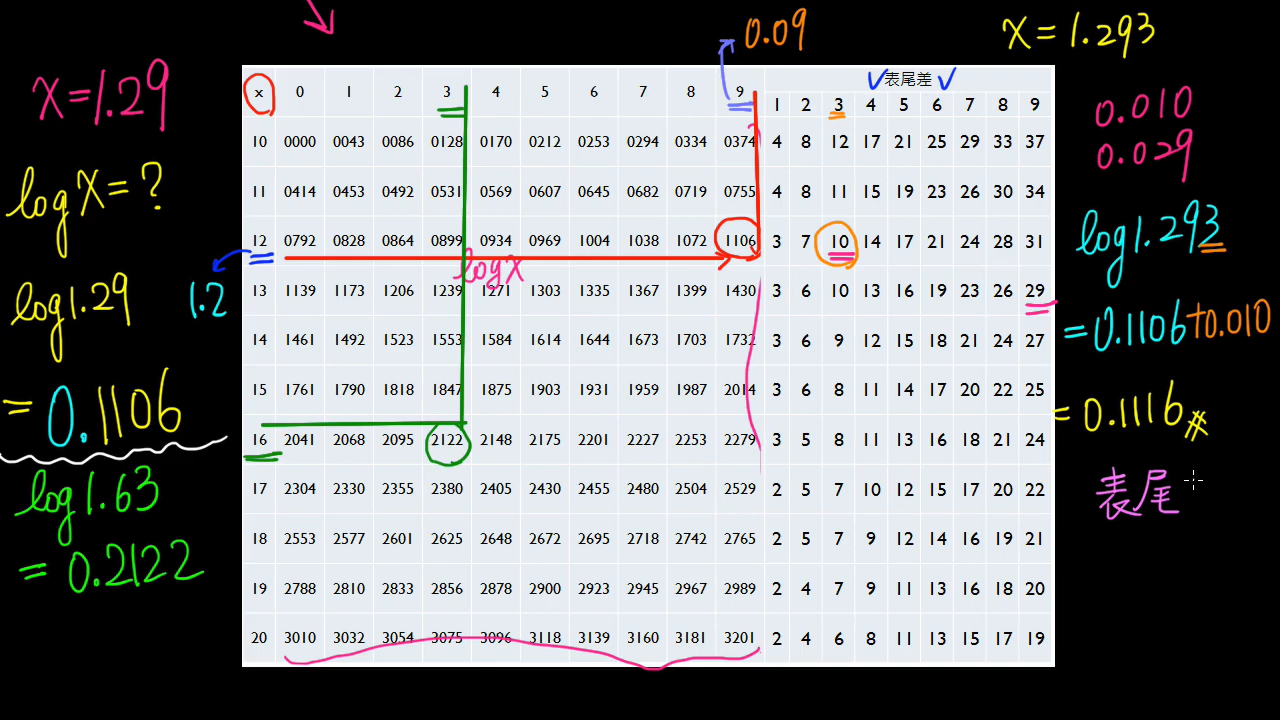 x=1.29
logx=?
log1.29
=0.1106
log1.63
=0.2122
1.2
0.09
表尾差
x 0 1 2 3 4 5 6 7 8 9 1 2 3 4 5 6 7 8 9
10 0000 0043 0086 0128 0170 0212 0253 0294 0334 0374 4 8 12 17 21 25 29 33 37
11 0414 0453 0492 0531 0569 0607 0645 0682 0719 0755 4 8 11 15 19 23 26 30 34
12 0792 0828 0864 0899 0934 0969 1004 1038 1072 1106 3 7 10 14 17 21 24 28 31
logx
13 1139 1173 1206 1239 1271 1303 1335 1367 1399 1430 3 6 10 13 16 19 23 26 29
14 1461 1492 1523 1553 1584 1614 1644 1673 1703 1732 3 6 9 12 15 18 21 24 27
15 1761 1790 1818 1847 1875 1903 1931 1959 1987 2014 3 6 8 11 14 17 20 22 25
16 2041 2068 2095 2122 2148 2175 2201 2227 2253 2279 3 5 8 11 13 16 18 21 24
17 2304 2330 2355 2380 2405 2430 2455 2480 2504 2529 2 5 7 10 12 15 17 20 22
18 2553 2577 2601 2625 2648 2672 2695 2718 2742 2765 2 5 7 9 12 14 16 19 21
19 2788 2810 2833 2856 2878 2900 2923 2945 2967 2989 2 4 7 9 11 13 16 18 20
20 3010 3032 3054 3075 3096 3118 3139 3160 3181 3201 2 4 6 8 11 13 15 17 19
x=1.293
0.010
0.029
log1.293
=0.1106+0.010
=0.1116#
表尾